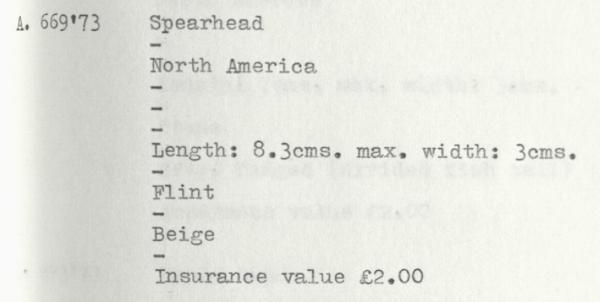 A. 669'73 Spearhead
-
North America
-
-
-
Length: 8.3cms. max. width: 3cms.
-
Flint
-
Beige
-
Insurance value £2.00